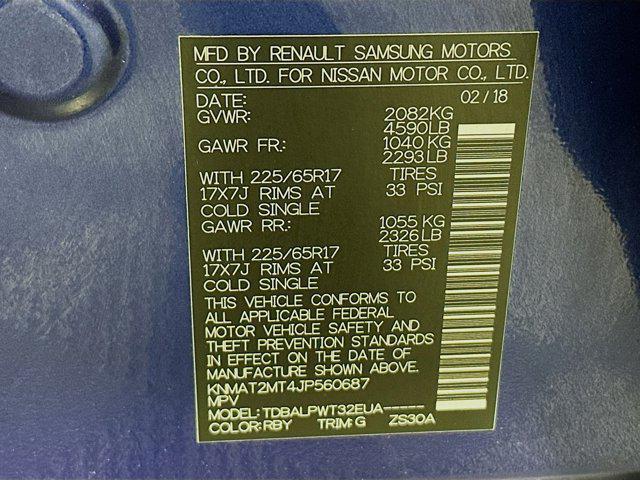 MFD BY RENAULT SAMSUNG MOTORS
CO., LTD. FOR NISSAN MOTOR CO., LTD.
DATE: 02/18
GVWR: 2082KG
4590LB
GAWR FR.: 1040KG
2293LB
WITH 225/65R17 TIRES
17X7J RIMS AT 33 PSI
COLD SINGLE
GAWR RR.: 1055 KG
2326LB
WITH 225/65R17 TIRES
17X7J RIMS AT 33 PSI
COLD SINGLE
THIS VEHICLE CONFORMS TO
ALL APPLICABLE FEDERAL
MOTOR VEHICLE SAFETY AND
THEFT PREVENTION STANDARDS
IN EFFECT ON THE DATE OF
MANUFACTURE SHOWN ABOVE.
KNMAT2MT4JP560687
MPV
MODEL: TDBALPWT32EUA-----
COLOR:RBY TRIM:G ZS30A